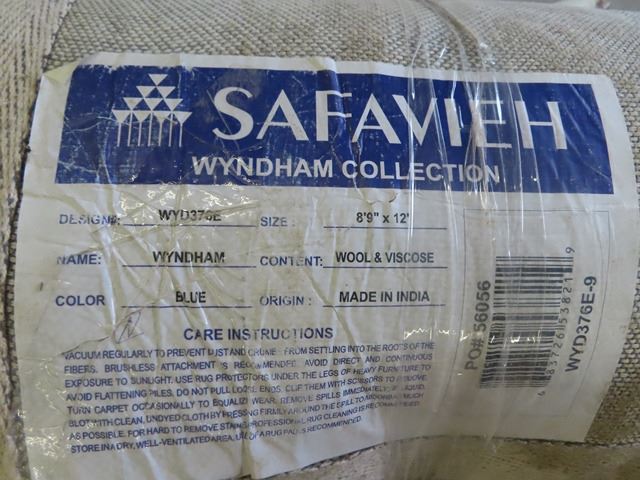 SAFAVIEH
WYNDHAM COLLECTION
DESIGN#: WYD376E SIZE : 8'9" x 12'
NAME: WYNDHAM CONTENT: WOOL & VISCOSE
COLOR BLUE ORIGIN : MADE IN INDIA
CARE INSTRUCTIONS
VACUUM REGULARLY TO PREVENT DUST AND FROM SETTLING INTO THE ROOTS OF THE
FIBERS. BRUSHLESS ATTACHMENT IS RECOMMENDED. AVOID DIRECT AND CONTINUOUS
EXPOSURE TO SUNLIGHT. USE RUG PROTECTORS UNDER THE LEGS OF HEAVY FURNITURE TO
AVOID FLATTENING PILES. DO NOT PULL LOOSE ENDS. CLIP THEM WITH SCISSORS TO REMOVE.
TURN CARPET OCCASIONALLY TO EQUALIZE WEAR. REMOVE SPILLS IMMEDIATELY. IF LIQUID,
BLOT WITH CLEAN, UNDYED CLOTH BY PRESSING FIRMLY AROUND THE SPILL TO ABSORB AS MUCH
AS POSSIBLE. FOR HARD TO REMOVE STAINS PROFESSIONAL RUG CLEANING IS RECOMMENDED.
STORE IN A DRY, WELL-VENTILATED AREA. USE OF A RUG PAD IS RECOMMENDED.
PO# 56056
WYD376E-9